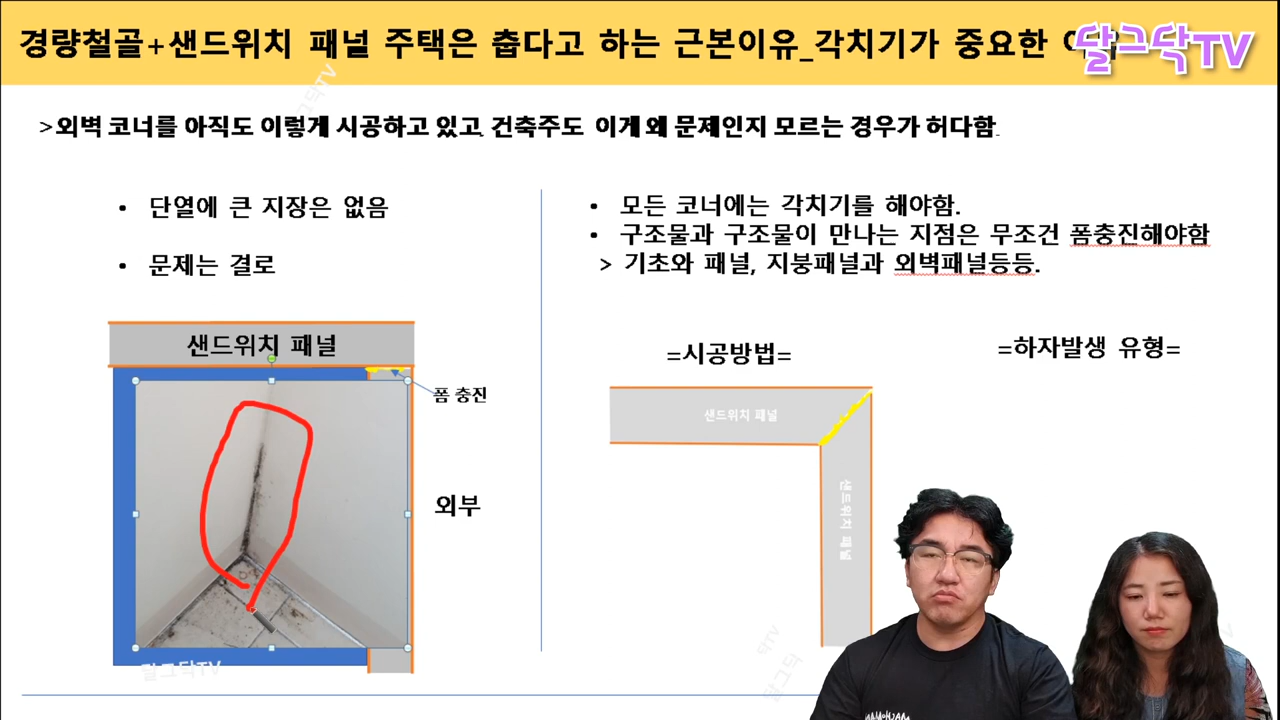 경량철골+샌드위치 패널 주택은 춥다고 하는 근본이유_각치기가 중요한
달그닥TV
>외벽 코너를 아직도 이렇게 시공하고 있고, 건축주도 이게 왜 문제인지 모르는 경우가 허다함.
• 단열에 큰 지장은 없음
• 문제는 결로
• 모든 코너에는 각치기를 해야함.
• 구조물과 구조물이 만나는 지점은 무조건 폼충진해야함
> 기초와 패널, 지붕패널과 외벽패널등등.
샌드위치 패널
폼 충진
외부
=시공방법=
=하자발생 유형=
샌드위치 패널
샌드위치 패널
달그닥TV